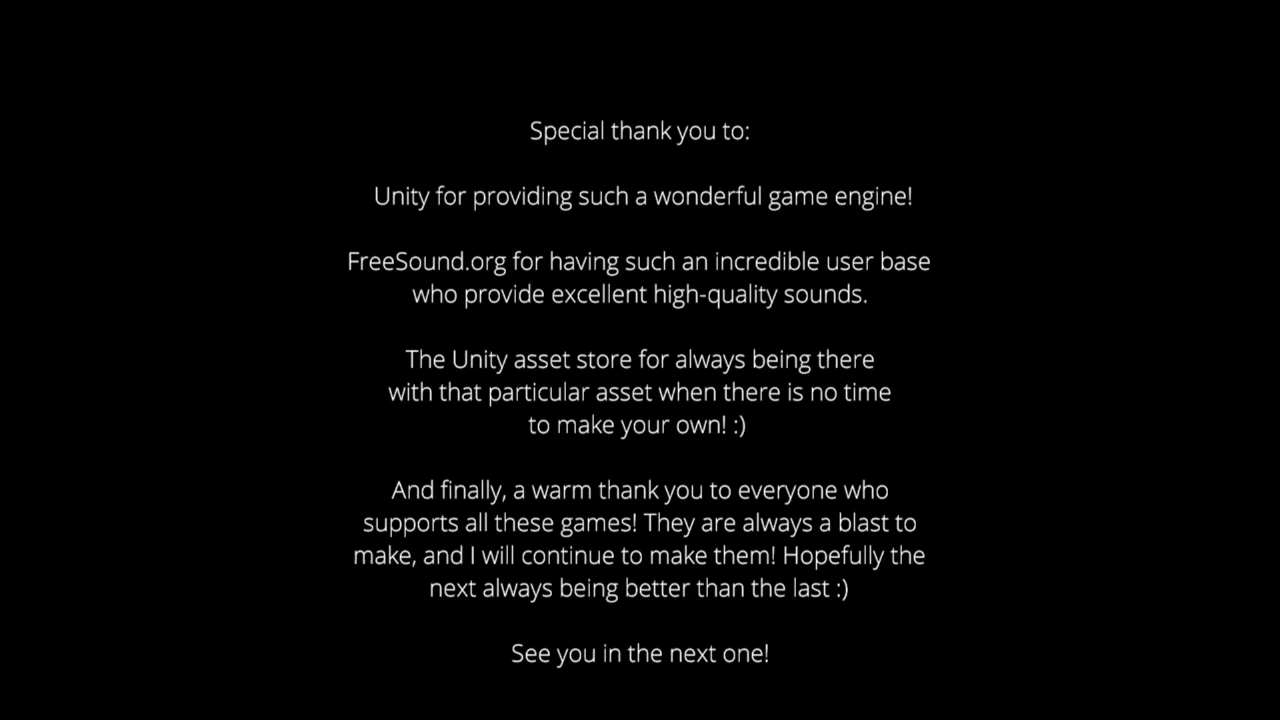 Special thank you to:
Unity for providing such a wonderful game engine!
FreeSound.org for having such an incredible user base
who provide excellent high-quality sounds.
The Unity asset store for always being there
with that particular asset when there is no time
to make your own! :)
And finally, a warm thank you to everyone who
supports all these games! They are always a blast to
make, and I will continue to make them! Hopefully the
next always being better than the last :)
See you in the next one!